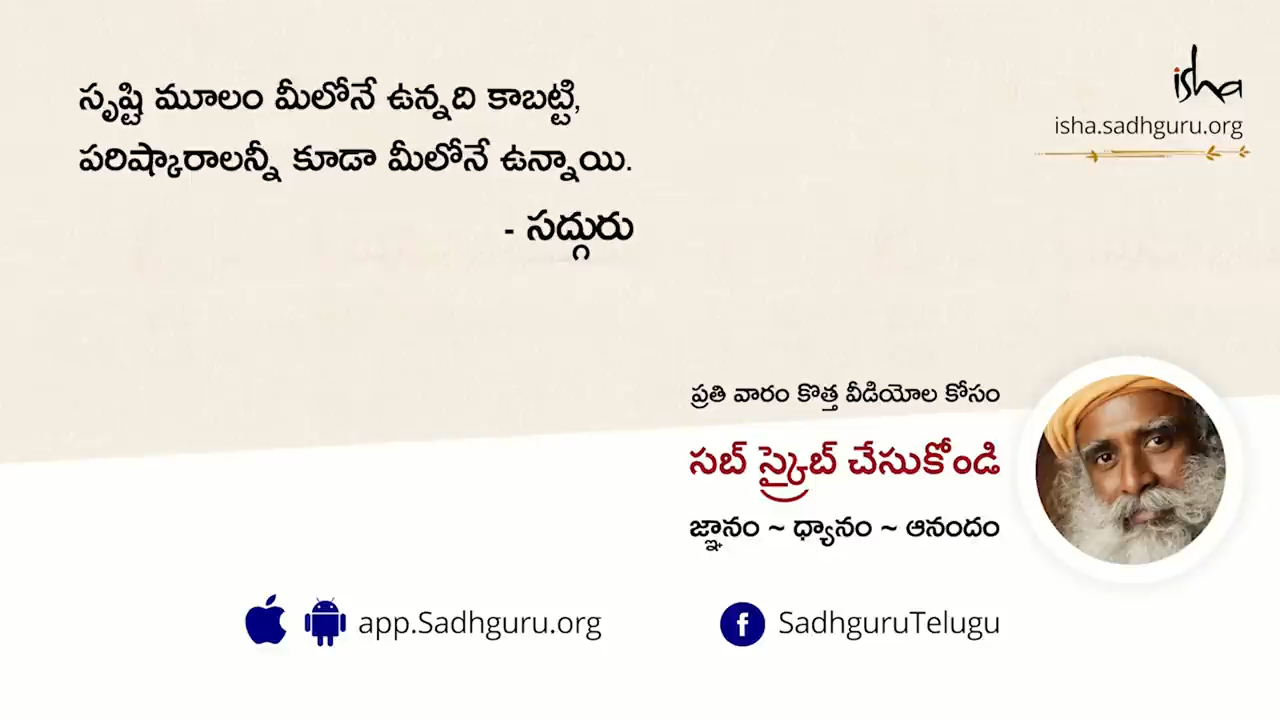 సృష్టి మూలం మీలోనే ఉన్నది కాబట్టి,
పరిష్కారాలన్నీ కూడా మీలోనే ఉన్నాయి.
- సద్గురు
isha
isha.sadhguru.org
ప్రతి వారం కొత్త వీడియోల కోసం
సబ్ స్క్రైబ్ చేసుకోండి
జ్ఞానం ~ ధ్యానం ~ ఆనందం
app.Sadhguru.org
SadhguruTelugu